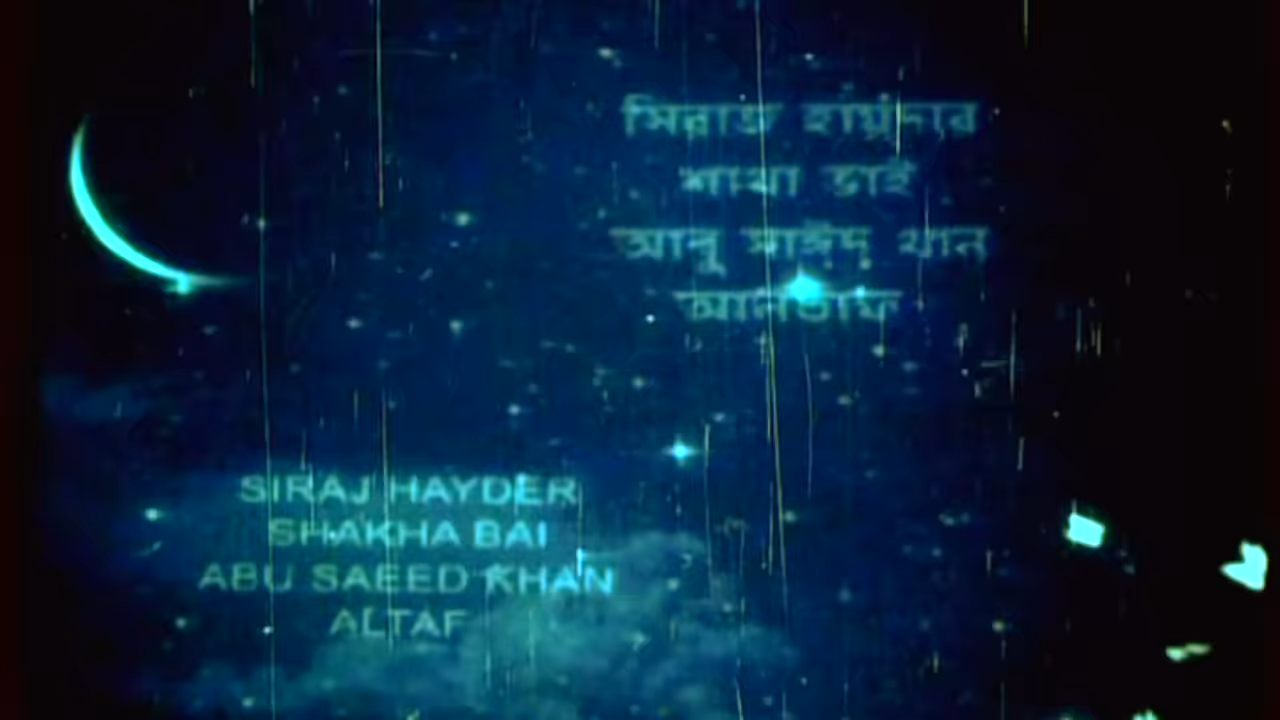 সিরাজ হায়দার
শাখা ভাই
আবু সাঈদ খান
আলতাফ
SIRAJ HAYDER
SHAKHA BAI
ABU SAEED KHAN
ALTAF